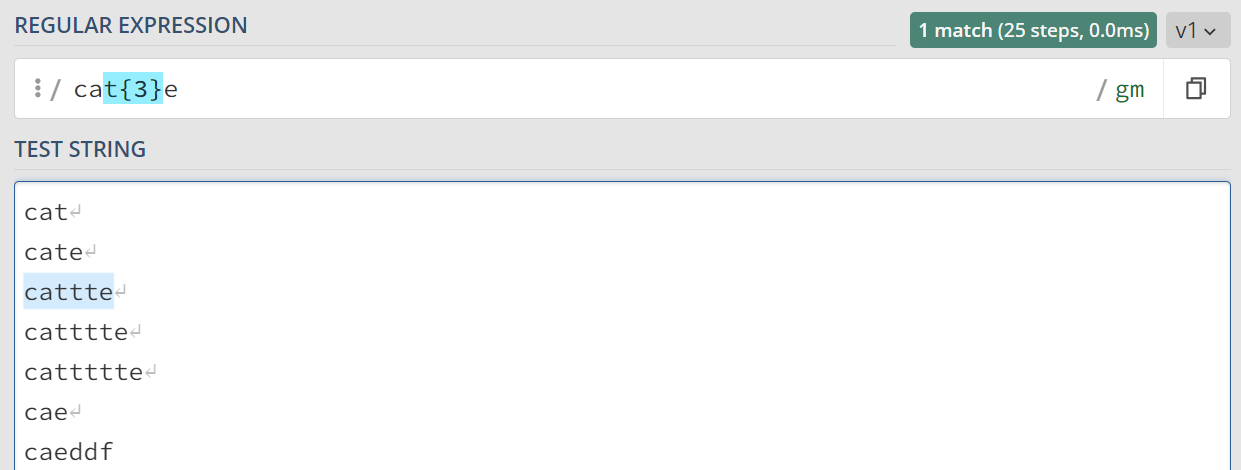 REGULAR EXPRESSION
1 match (25 steps, 0.0ms) v1
/ cat{3}e / gm
TEST STRING
cat↵
cate↵
cattte↵
catttte↵
cattttte↵
cae↵
caeddf